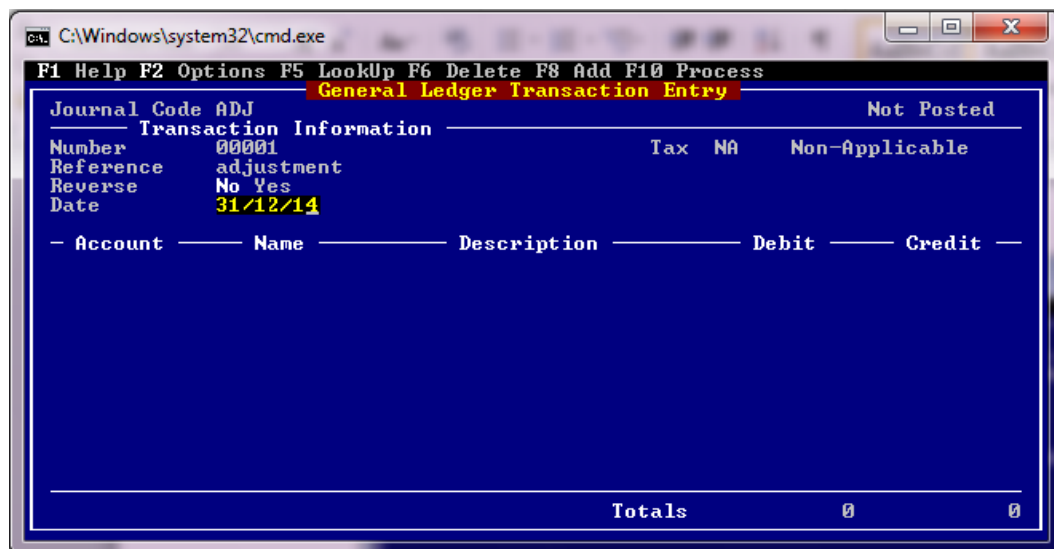 C:\Windows\system32\cmd.exe
F1 Help F2 Options F5 LookUp F6 Delete F8 Add F10 Process
General Ledger Transaction Entry
Journal Code ADJ Not Posted
Transaction Information
Number 00001 Tax NA Non-Applicable
Reference adjustment
Reverse No Yes
Date 31/12/14
Account Name Description Debit Credit
Totals 0 0